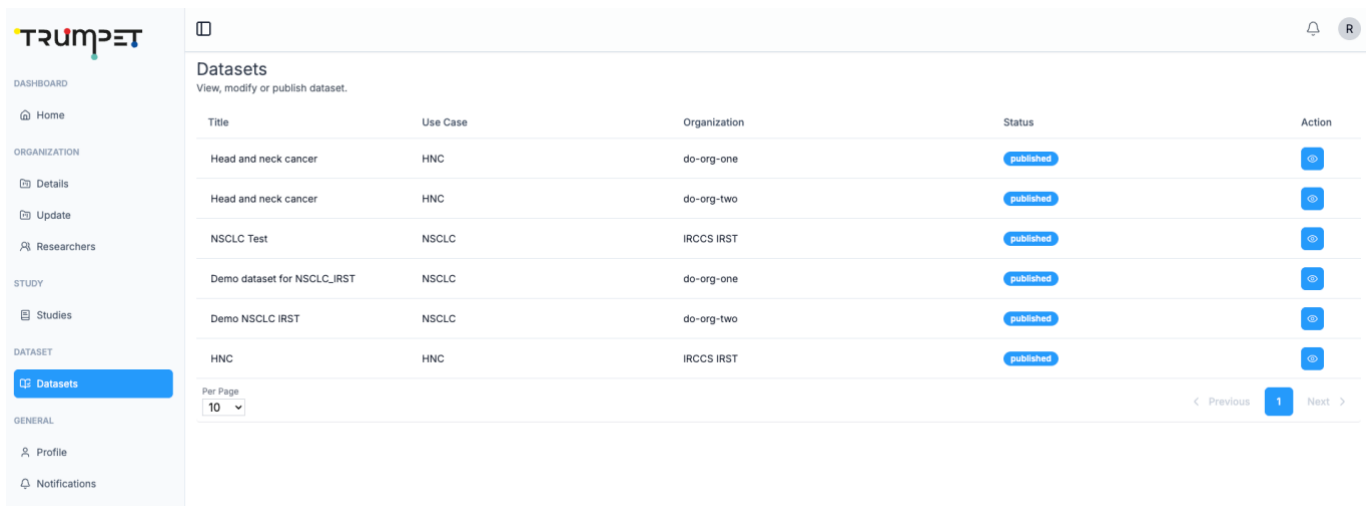 TRUMPET
R
DASHBOARD
Home
ORGANIZATION
Details
Update
Researchers
STUDY
Studies
DATASET
Datasets
GENERAL
Profile
Notifications
Datasets
View, modify or publish dataset.
Title Use Case Organization Status Action
Head and neck cancer HNC do-org-one published
Head and neck cancer HNC do-org-two published
NSCLC Test NSCLC IRCCS IRST published
Demo dataset for NSCLC_IRST NSCLC do-org-one published
Demo NSCLC IRST NSCLC do-org-two published
HNC HNC IRCCS IRST published
Per Page
10
Previous 1 Next